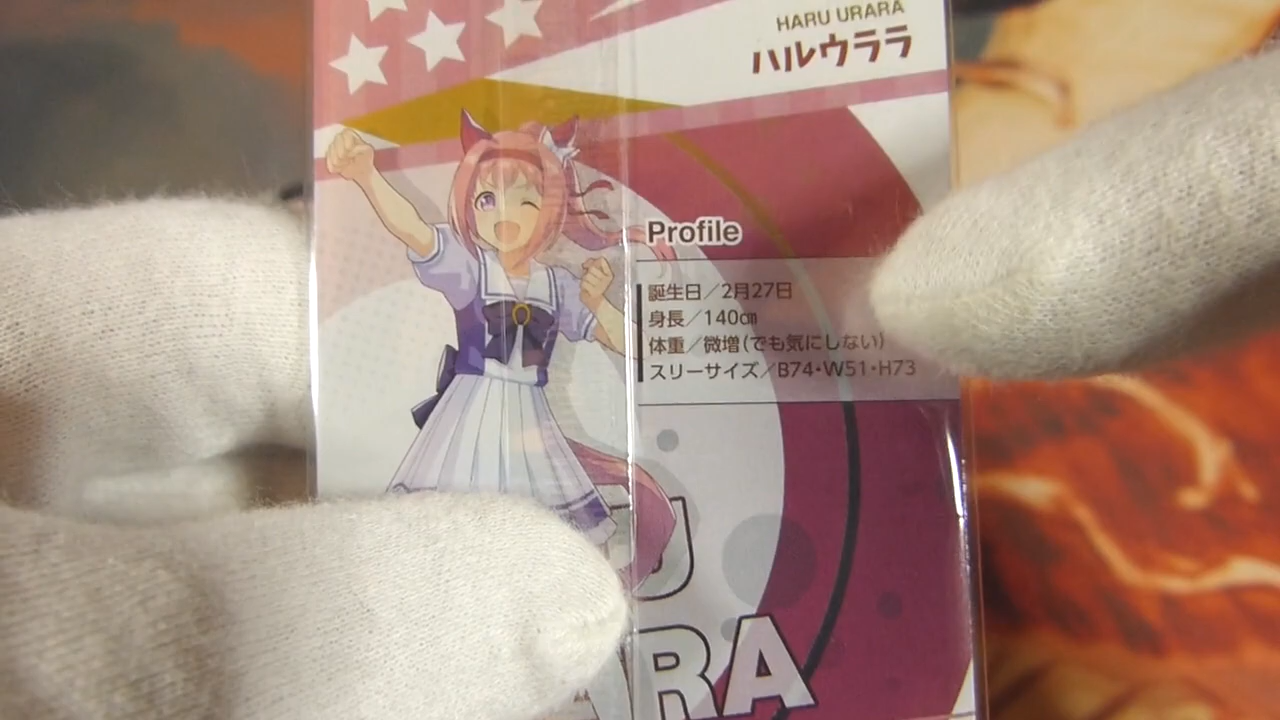 HARU URARA
ハルウララ
Profile
誕生日／2月27日
身長／140㎝
体重／微増(でも気にしない)
スリーサイズ／B74・W51・H73
U
ARA